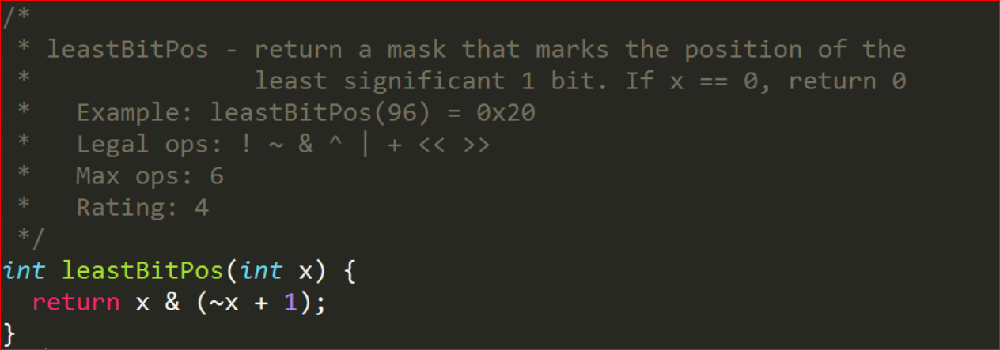 /*
 * leastBitPos - return a mask that marks the position of the
 *               least significant 1 bit. If x == 0, return 0
 *   Example: leastBitPos(96) = 0x20
 *   Legal ops: ! ~ & ^ | + << >>
 *   Max ops: 6
 *   Rating: 4
 */
int leastBitPos(int x) {
  return x & (~x + 1);
}